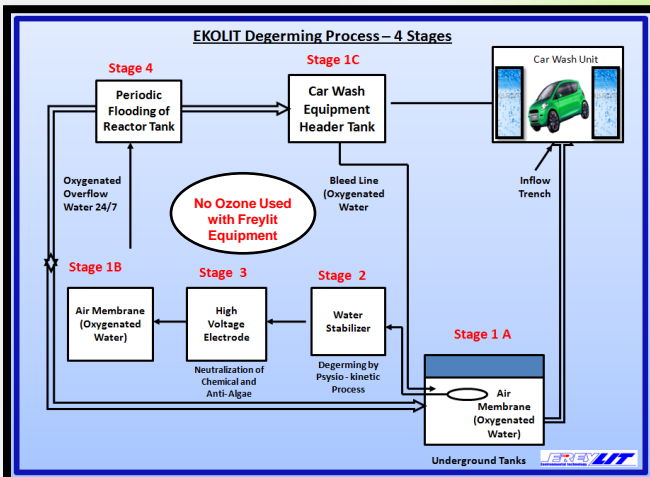 EKOLIT Degerming Process – 4 Stages
Stage 4
Periodic
Flooding of
Reactor Tank
Stage 1C
Car Wash
Equipment
Header Tank
Car Wash Unit
Oxygenated
Overflow
Water 24/7
No Ozone Used
with Freylit
Equipment
Bleed Line
(Oxygenated
Water
Inflow
Trench
Stage 1B
Air Membrane
(Oxygenated
Water)
Stage 3
High
Voltage
Electrode
Neutralization of
Chemical and
Anti- Algae
Stage 2
Water
Stabilizer
Degerming by
Psysio - kinetic
Process
Stage 1 A
Air
Membrane
(Oxygenated
Water)
Underground Tanks
FREYLIT
Environmental technology